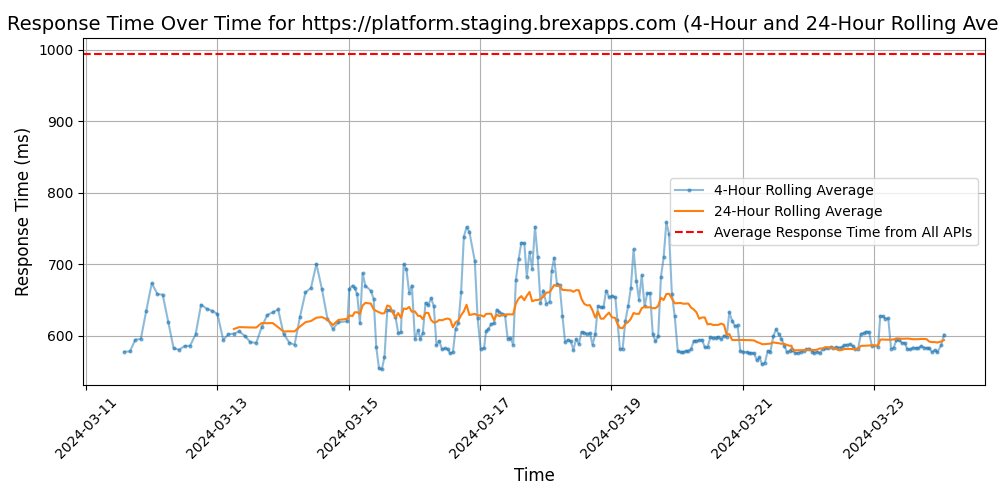 Response Time Over Time for https://platform.staging.brexapps.com (4-Hour and 24-Hour Rolling Ave
Response Time (ms)
1000
900
800
700
600
4-Hour Rolling Average
24-Hour Rolling Average
Average Response Time from All APIs
2024-03-11
2024-03-13
2024-03-15
2024-03-17
2024-03-19
2024-03-21
2024-03-23
Time